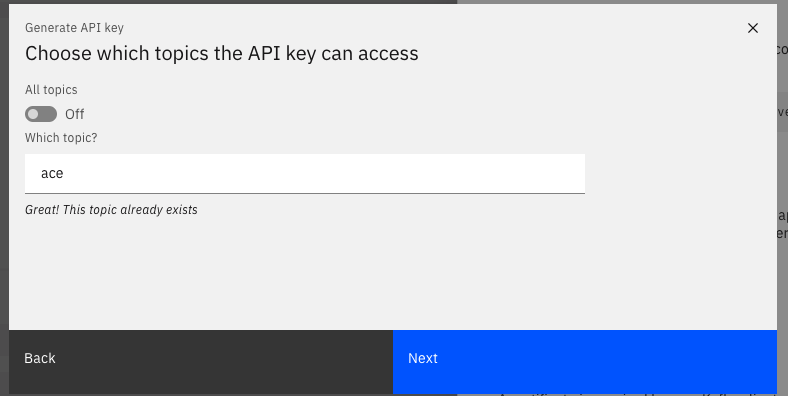 Generate API key
Choose which topics the API key can access
All topics
Off
Which topic?
ace
Great! This topic already exists
Back
Next